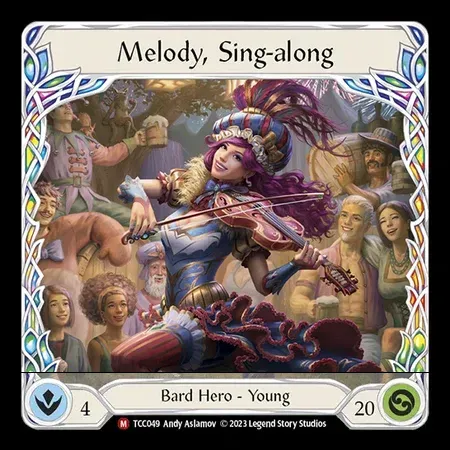 Melody, Sing-along
4
Bard Hero - Young
20
M TCC049 Andy Aslamov © 2023 Legend Story Studios